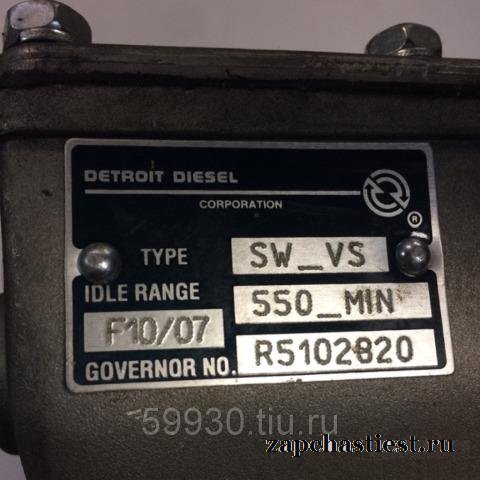 DETROIT DIESEL
CORPORATION
®
TYPE SW_VS
IDLE RANGE 550_MIN
F10/07
GOVERNOR NO. R5102820
59930.tiu.ru
zapchastiest.ru